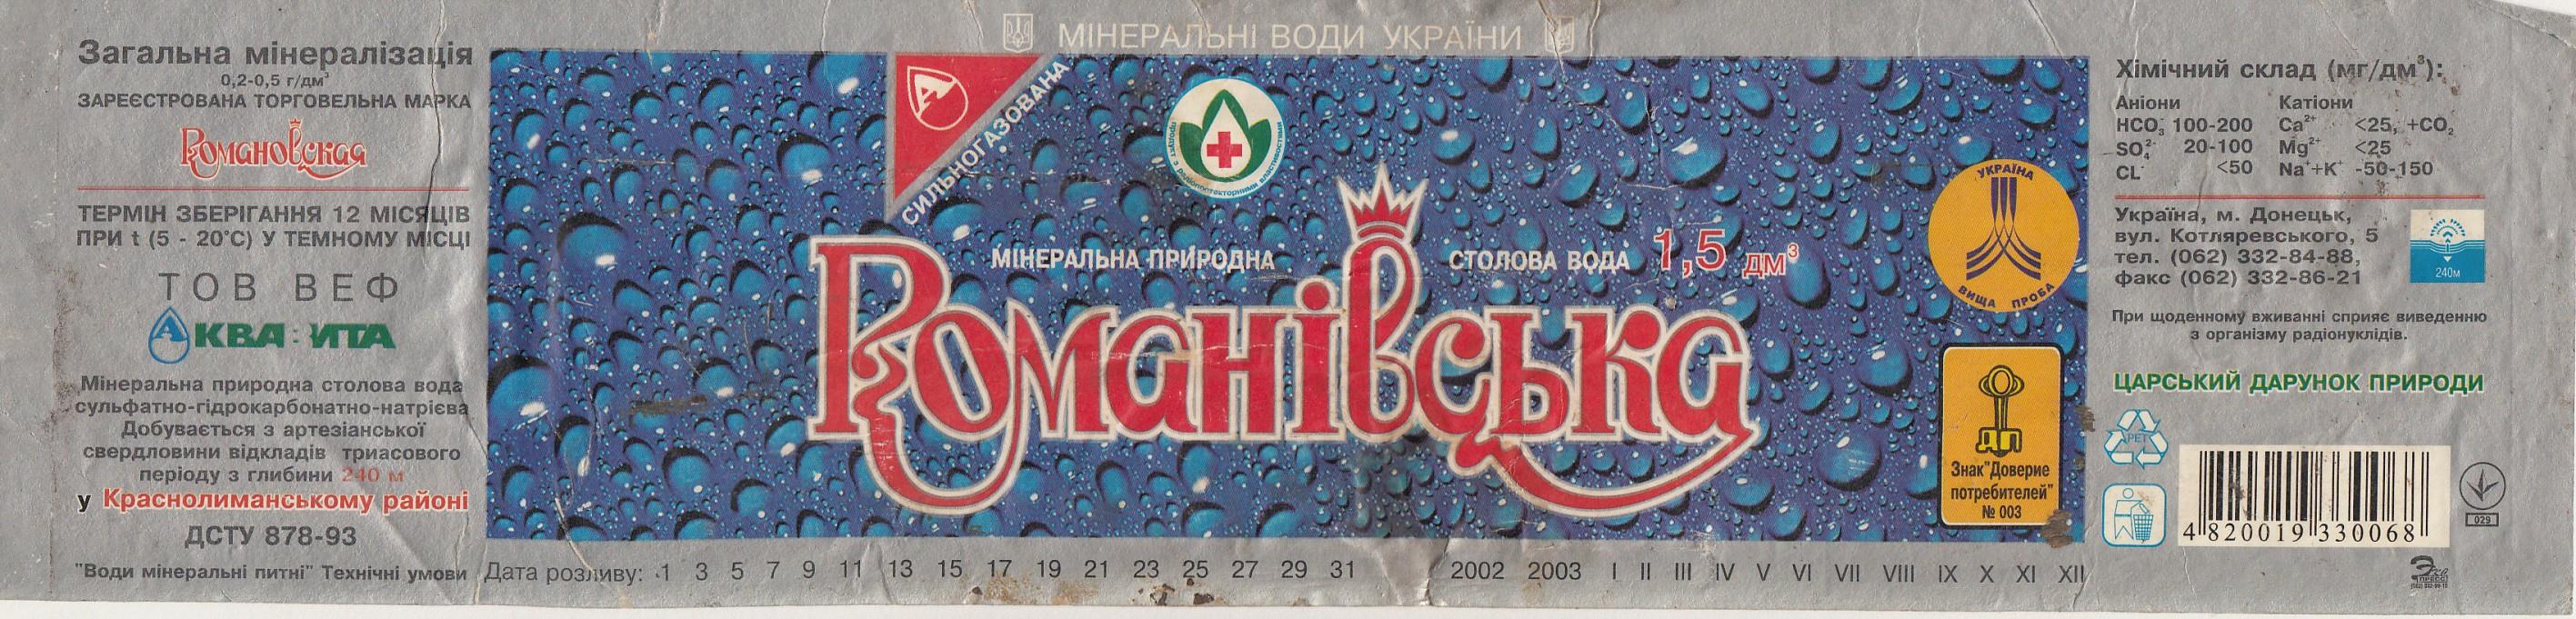 МІНЕРАЛЬНІ ВОДИ УКРАЇНИ
Загальна мінералізація
0,2-0,5 г/дм³
ЗАРЕЄСТРОВАНА ТОРГОВЕЛЬНА МАРКА
Романовская
ТЕРМІН ЗБЕРІГАННЯ 12 МІСЯЦІВ
ПРИ t (5 - 20°С) У ТЕМНОМУ МІСЦІ
ТОВ ВЕФ
АКВА ВИТА
Мінеральна природна столова вода
сульфатно-гідрокарбонатно-натрієва
Добувається з артезіанської
свердловини відкладів триасового
періоду з глибини 240 м
у Краснолиманському районі
ДСТУ 878-93
"Води мінеральні питні" Технічні умови
СИЛЬНОГАЗОВАНА
продукт з радіопротекторними властивостями
МІНЕРАЛЬНА ПРИРОДНА СТОЛОВА ВОДА 1,5 дм³
Романівська
УКРАЇНА
ВИЩА ПРОБА
ДП
Знак "Доверие
потребителей"
№ 003
Дата розливу: 1 3 5 7 9 11 13 15 17 19 21 23 25 27 29 31 2002 2003 I II III IV V VI VII VIII IX X XI XII
Хімічний склад (мг/дм³):
Аніони Катіони
HCO₃⁻ 100-200 Ca²⁺ <25, +CO₂
SO₄²⁻ 20-100 Mg²⁺ <25
CL⁻ <50 Na⁺+K⁺ -50-150
Україна, м. Донецьк,
вул. Котляревського, 5
тел. (062) 332-84-88,
факс (062) 332-86-21
240м
При щоденному вживанні сприяє виведенню
з організму радіонуклідів.
ЦАРСЬКИЙ ДАРУНОК ПРИРОДИ
PET
4 820019 330068
029